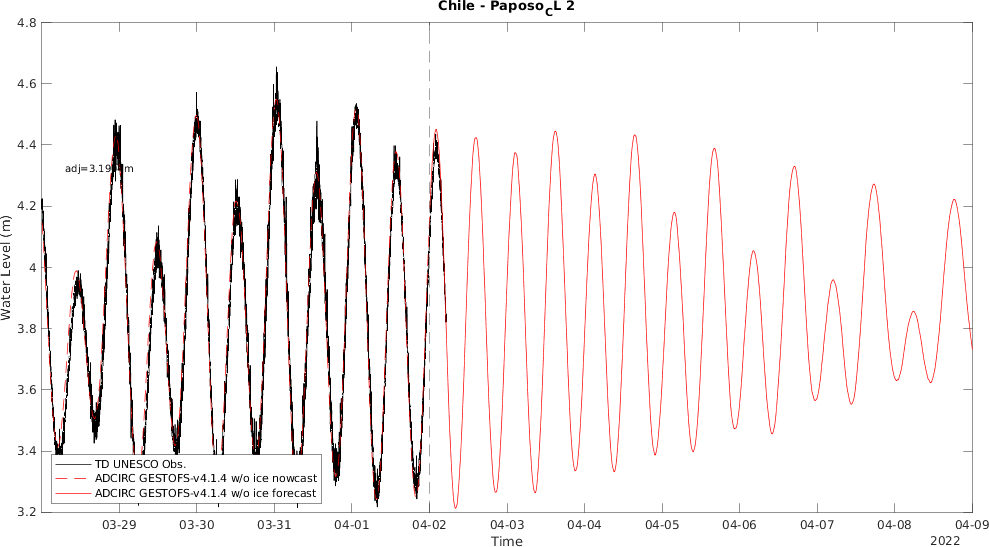 Chile - Paposo_CL 2
4.8
4.6
4.4
4.2
4
3.8
3.6
3.4
3.2
Water Level (m)
TD UNESCO Obs.
ADCIRC GESTOFS-v4.1.4 w/o ice nowcast
ADCIRC GESTOFS-v4.1.4 w/o ice forecast
03-29 03-30 03-31 04-01 04-02 04-03 04-04 04-05 04-06 04-07 04-08 04-09
Time
2022